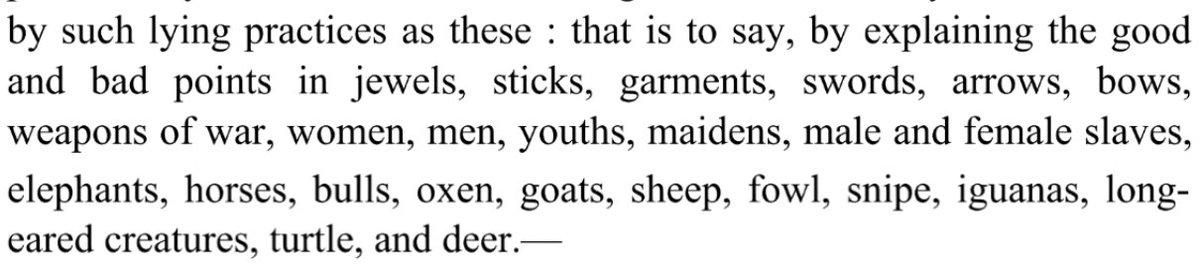 by such lying practices as these : that is to say, by explaining the good
and bad points in jewels, sticks, garments, swords, arrows, bows,
weapons of war, women, men, youths, maidens, male and female slaves,
elephants, horses, bulls, oxen, goats, sheep, fowl, snipe, iguanas, long-
eared creatures, turtle, and deer.—